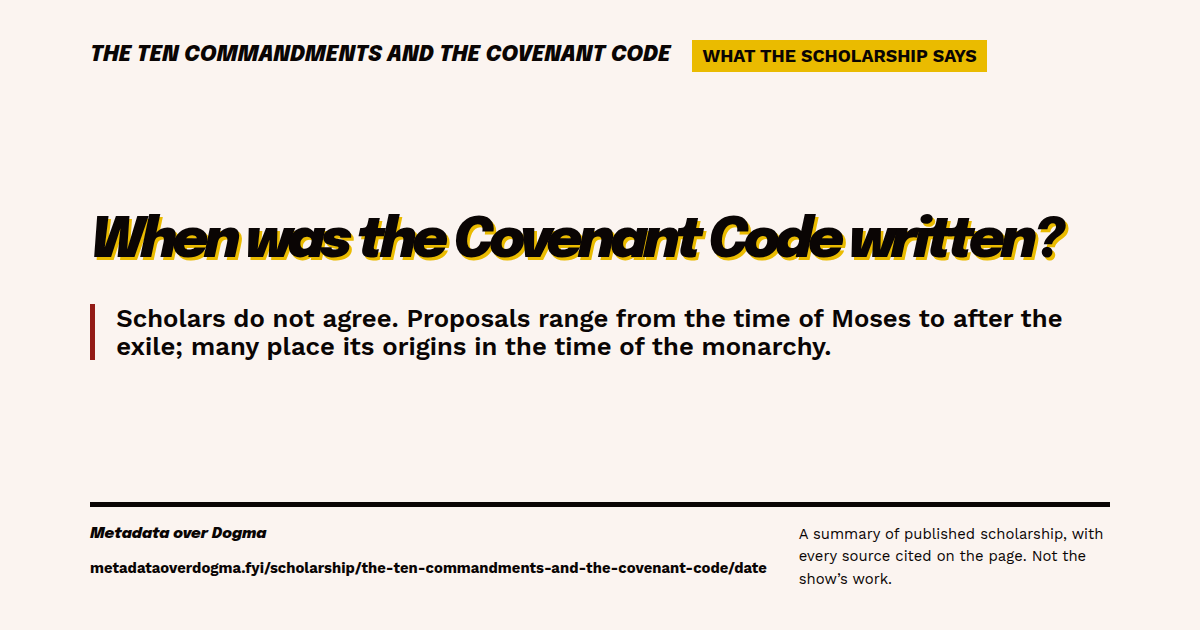 THE TEN COMMANDMENTS AND THE COVENANT CODE
WHAT THE SCHOLARSHIP SAYS
When was the Covenant Code written?
Scholars do not agree. Proposals range from the time of Moses to after the
exile; many place its origins in the time of the monarchy.
Metadata over Dogma
metadataoverdogma.fyi/scholarship/the-ten-commandments-and-the-covenant-code/date
A summary of published scholarship, with
every source cited on the page. Not the
show’s work.